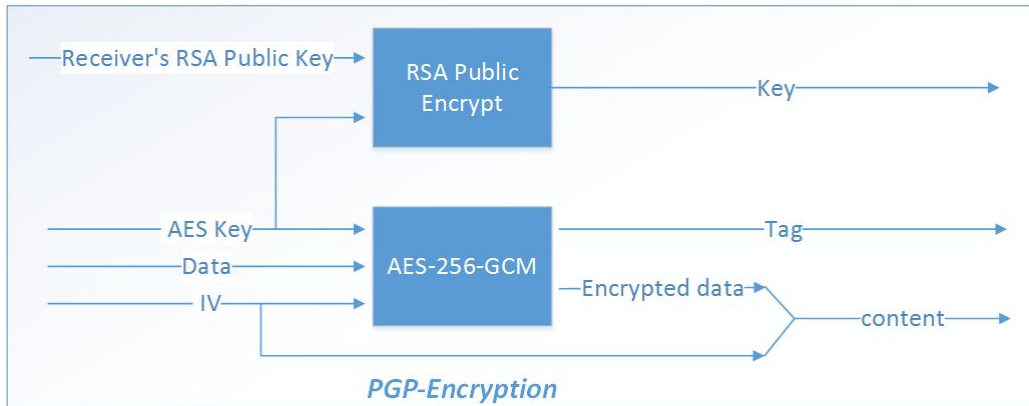 Receiver's RSA Public Key
RSA Public
Encrypt
Key
AES Key
Data
IV
AES-256-GCM
Tag
Encrypted data
content
PGP-Encryption